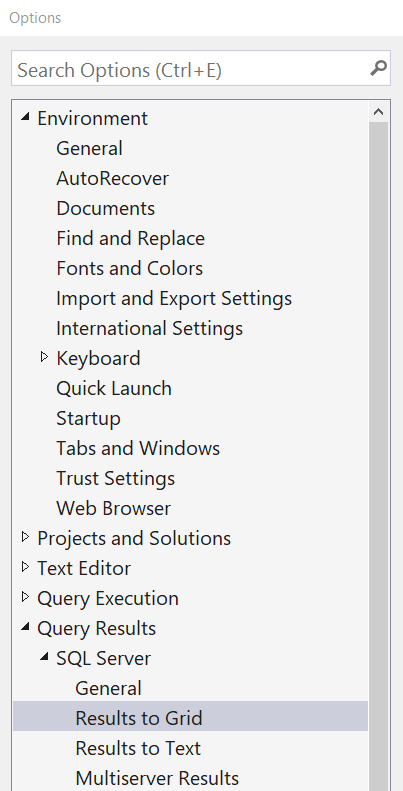 Options
Search Options (Ctrl+E)
Environment
General
AutoRecover
Documents
Find and Replace
Fonts and Colors
Import and Export Settings
International Settings
Keyboard
Quick Launch
Startup
Tabs and Windows
Trust Settings
Web Browser
Projects and Solutions
Text Editor
Query Execution
Query Results
SQL Server
General
Results to Grid
Results to Text
Multiserver Results